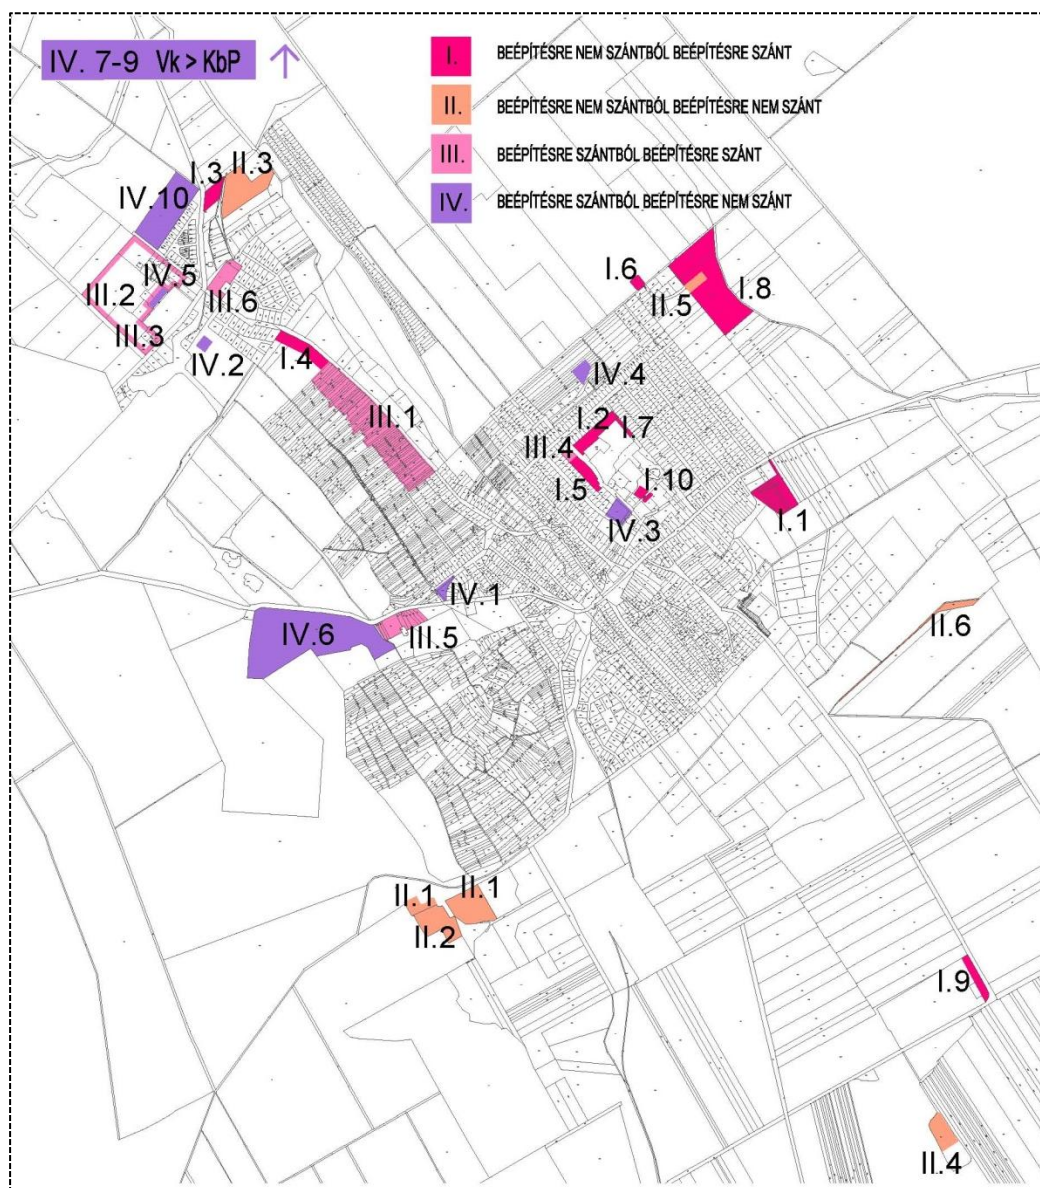 IV. 7-9 Vk > KbP
I. BEÉPÍTÉSRE NEM SZÁNTBÓL BEÉPÍTÉSRE SZÁNT
II. BEÉPÍTÉSRE NEM SZÁNTBÓL BEÉPÍTÉSRE NEM SZÁNT
III. BEÉPÍTÉSRE SZÁNTBÓL BEÉPÍTÉSRE SZÁNT
IV. BEÉPÍTÉSRE SZÁNTBÓL BEÉPÍTÉSRE NEM SZÁNT
I.3
II.3
IV.10
IV.5
III.2
III.6
III.3
IV.2
I.4
III.1
I.6
II.5
I.8
IV.4
I.2
I.7
III.4
I.5
I.10
IV.3
I.1
IV.1
III.5
IV.6
II.6
II.1
II.1
II.2
I.9
II.4